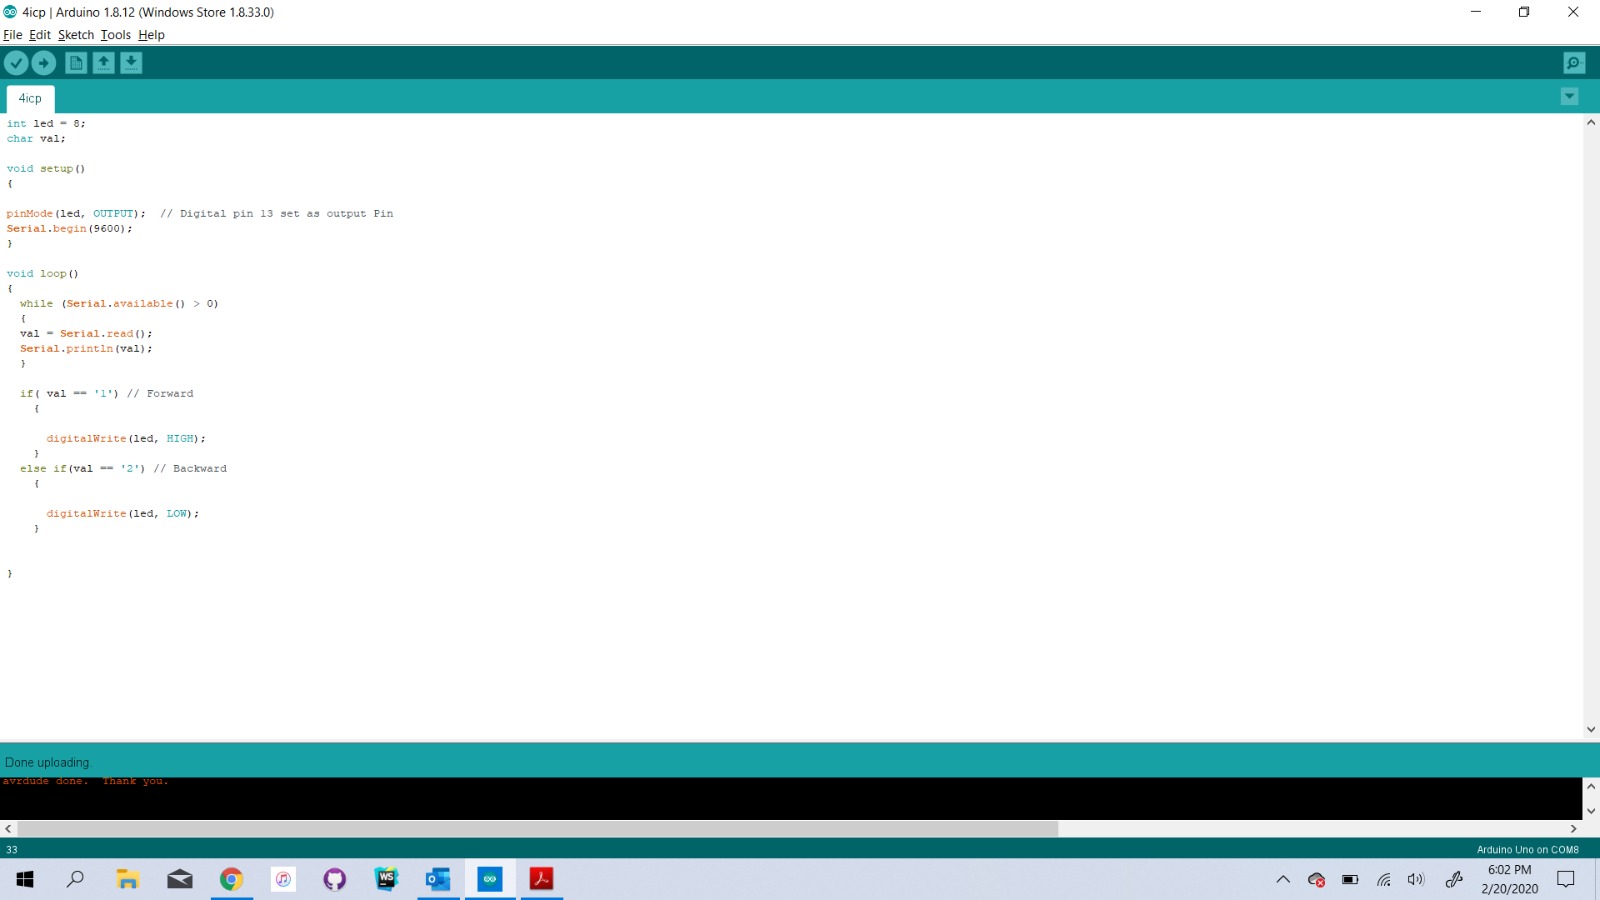 4icp | Arduino 1.8.12 (Windows Store 1.8.33.0)
File Edit Sketch Tools Help
4icp
int led = 8;
char val;
void setup()
{
pinMode(led, OUTPUT);  // Digital pin 13 set as output Pin
Serial.begin(9600);
}
void loop()
{
while (Serial.available() > 0)
{
val = Serial.read();
Serial.println(val);
}
if( val == '1') // Forward
{
digitalWrite(led, HIGH);
}
else if(val == '2') // Backward
{
digitalWrite(led, LOW);
}
}
Done uploading.
avrdude done.  Thank you.
33
Arduino Uno on COM8
WS
6:02 PM
2/20/2020